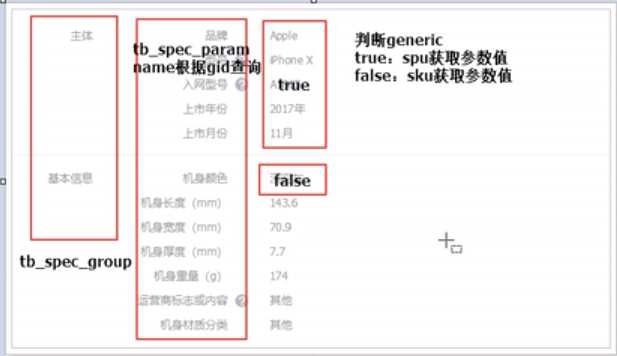 主体
品牌
Apple
tb_spec_param
name根据gid查询
iPhone X
入网型号
A
true
上市年份
2017年
上市月份
11月
判断generic
true：spu获取参数值
false：sku获取参数值
基本信息
机身颜色
false
机身长度（mm）
143.6
机身宽度（mm）
70.9
机身厚度（mm）
7.7
机身重量（g）
174
运营商标志或内容
其他
机身材质分类
其他
tb_spec_group